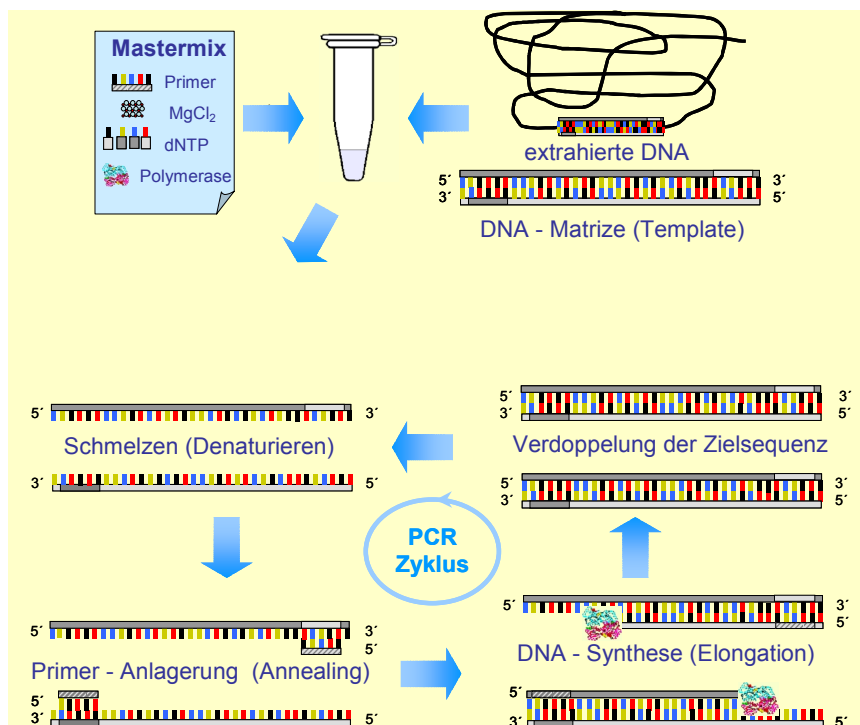 Mastermix
Primer
MgCl₂
dNTP
Polymerase
extrahierte DNA
5´ 3´
3´ 5´
DNA - Matrize (Template)
5´ 3´
Schmelzen (Denaturieren)
3´ 5´
5´
3´
Verdoppelung der Zielsequenz
5´ 3´
3´ 5´
PCR
Zyklus
5´ 3´
5´
Primer - Anlagerung (Annealing)
5´
3´ 5´
5´ 3´
5´
DNA - Synthese (Elongation)
5´
3´ 5´